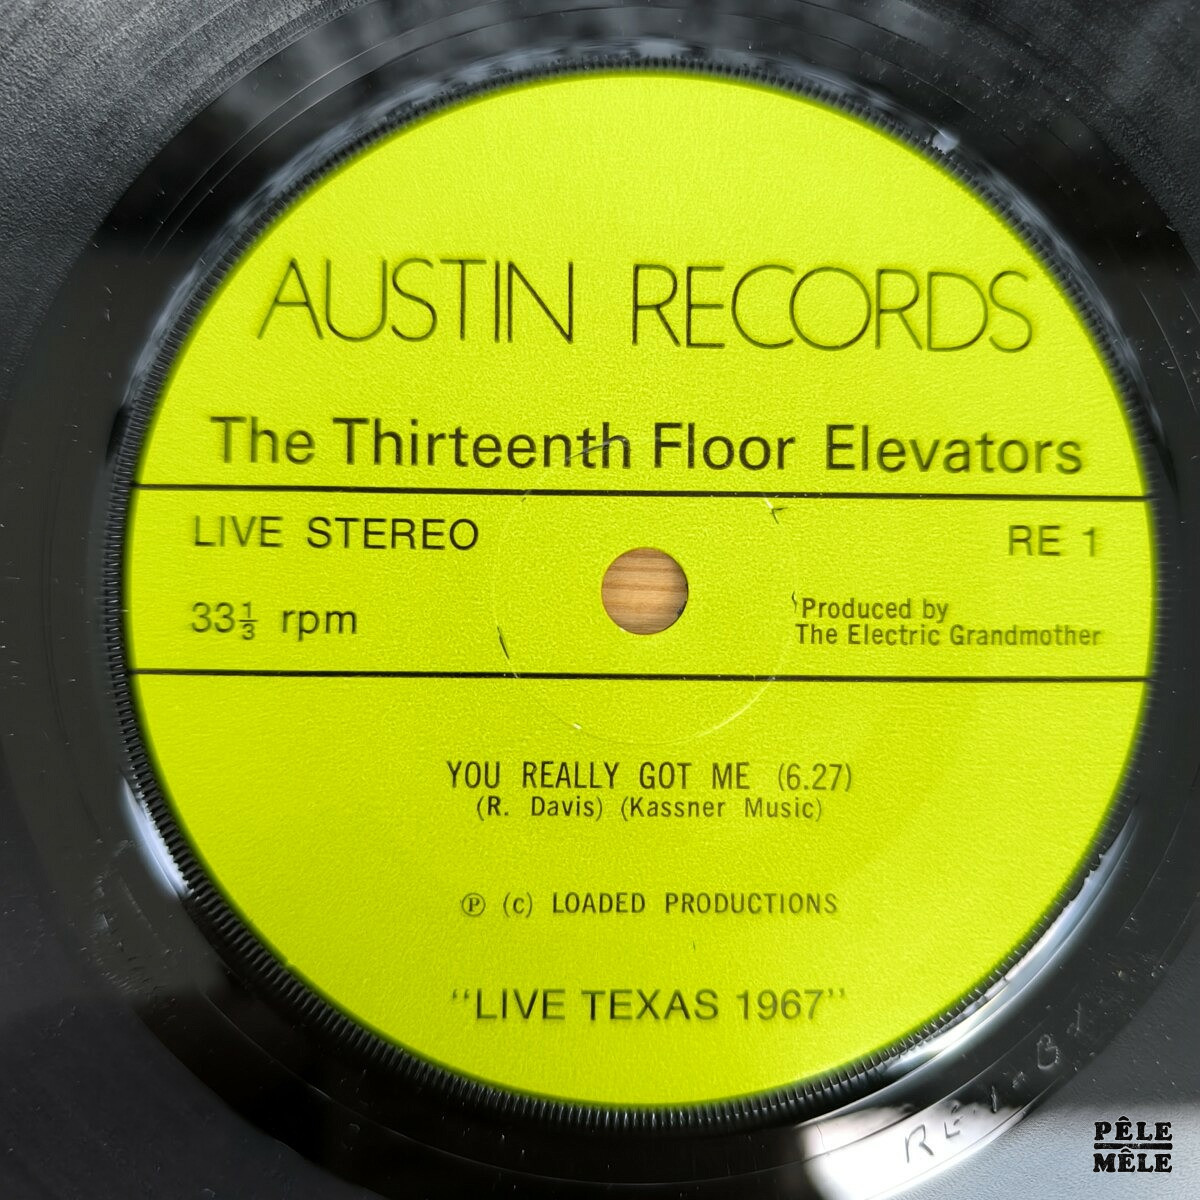 AUSTIN RECORDS
The Thirteenth Floor Elevators
LIVE STEREO
RE 1
33⅓ rpm
Produced by
The Electric Grandmother
YOU REALLY GOT ME (6.27)
(R. Davis) (Kassner Music)
℗ (c) LOADED PRODUCTIONS
"LIVE TEXAS 1967"
PÊLE
MÊLE